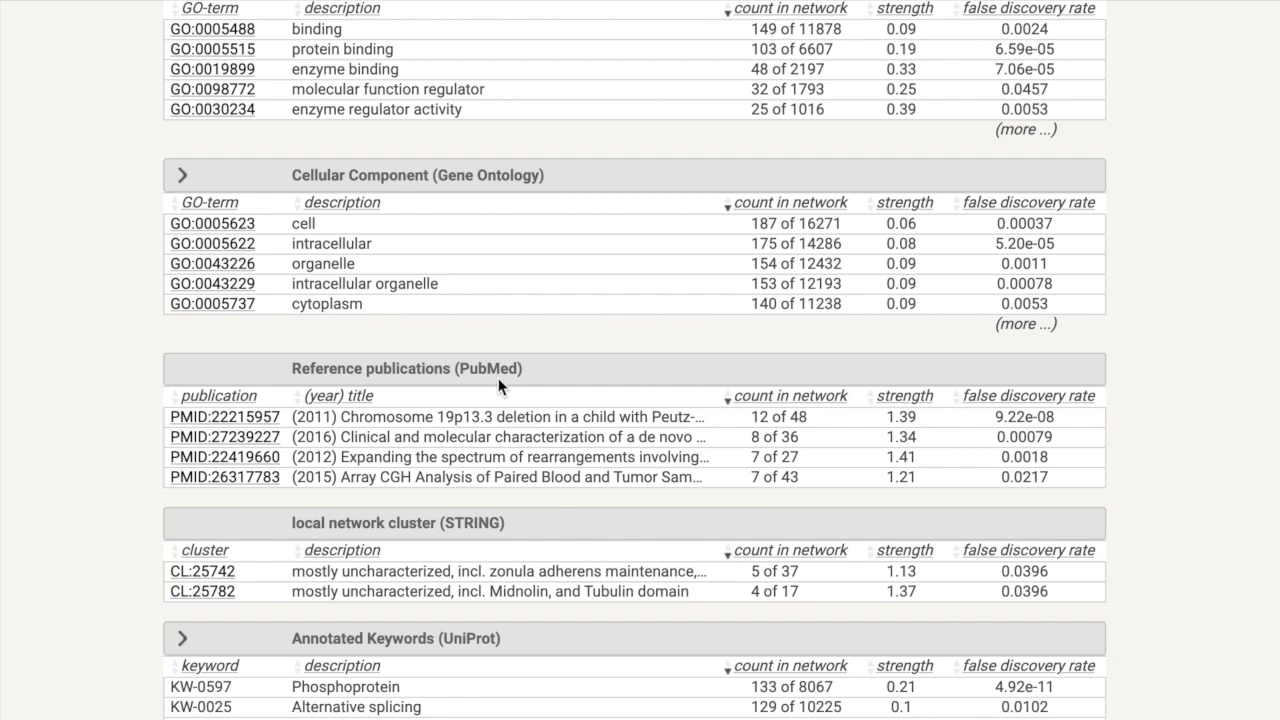 GO-term description count in network strength false discovery rate
GO:0005488 binding 149 of 11878 0.09 0.0024
GO:0005515 protein binding 103 of 6607 0.19 6.59e-05
GO:0019899 enzyme binding 48 of 2197 0.33 7.06e-05
GO:0098772 molecular function regulator 32 of 1793 0.25 0.0457
GO:0030234 enzyme regulator activity 25 of 1016 0.39 0.0053
(more ...)
Cellular Component (Gene Ontology)
GO-term description count in network strength false discovery rate
GO:0005623 cell 187 of 16271 0.06 0.00037
GO:0005622 intracellular 175 of 14286 0.08 5.20e-05
GO:0043226 organelle 154 of 12432 0.09 0.0011
GO:0043229 intracellular organelle 153 of 12193 0.09 0.00078
GO:0005737 cytoplasm 140 of 11238 0.09 0.0053
(more ...)
Reference publications (PubMed)
publication (year) title count in network strength false discovery rate
PMID:22215957 (2011) Chromosome 19p13.3 deletion in a child with Peutz-... 12 of 48 1.39 9.22e-08
PMID:27239227 (2016) Clinical and molecular characterization of a de novo ... 8 of 36 1.34 0.00079
PMID:22419660 (2012) Expanding the spectrum of rearrangements involving... 7 of 27 1.41 0.0018
PMID:26317783 (2015) Array CGH Analysis of Paired Blood and Tumor Sam... 7 of 43 1.21 0.0217
local network cluster (STRING)
cluster description count in network strength false discovery rate
CL:25742 mostly uncharacterized, incl. zonula adherens maintenance,... 5 of 37 1.13 0.0396
CL:25782 mostly uncharacterized, incl. Midnolin, and Tubulin domain 4 of 17 1.37 0.0396
Annotated Keywords (UniProt)
keyword description count in network strength false discovery rate
KW-0597 Phosphoprotein 133 of 8067 0.21 4.92e-11
KW-0025 Alternative splicing 129 of 10225 0.1 0.0102